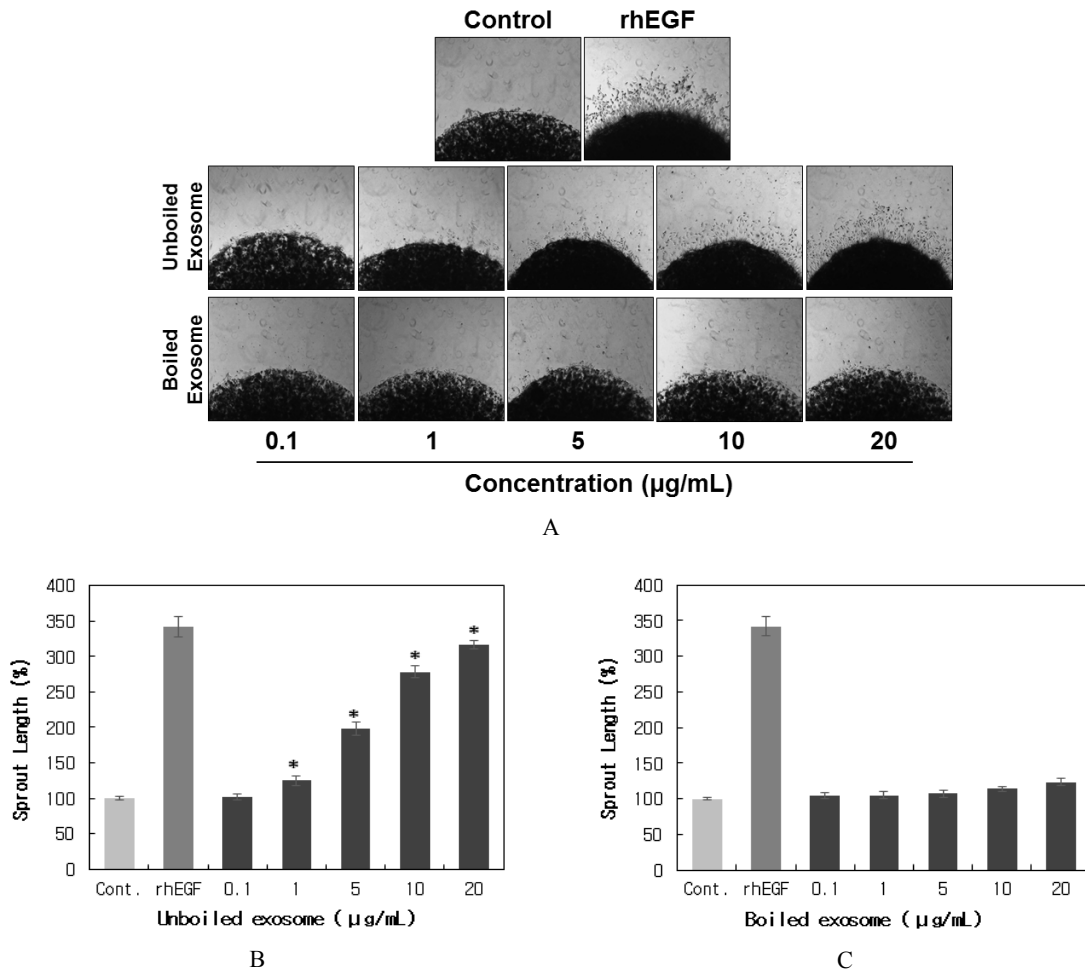 Control rhEGF
Unboiled
Exosome
Boiled
Exosome
0.1 1 5 10 20
Concentration (µg/mL)
A
400
350
300
250
200
150
100
50
0
Sprout Length (%)
* * * *
Cont. rhEGF 0.1 1 5 10 20
Unboiled exosome (µg/mL)
B
400
350
300
250
200
150
100
50
0
Sprout Length (%)
Cont. rhEGF 0.1 1 5 10 20
Boiled exosome (µg/mL)
C